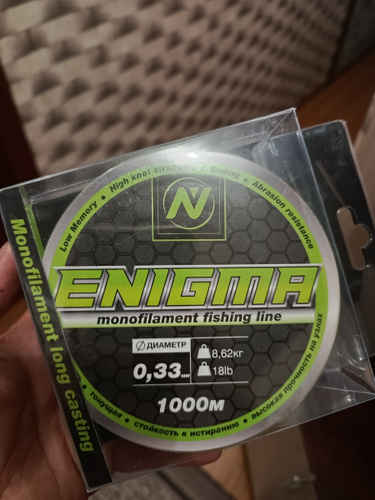 Monofilament long casting
Low Memory • High knot strength • Sinking • Abrasion resistance
N
ENIGMA
monofilament fishing line
Ø ДИАМЕТР
0,33мм
8,62кг
18lb
1000м
тонущая • стойкость к истиранию • высокая прочность на узлах